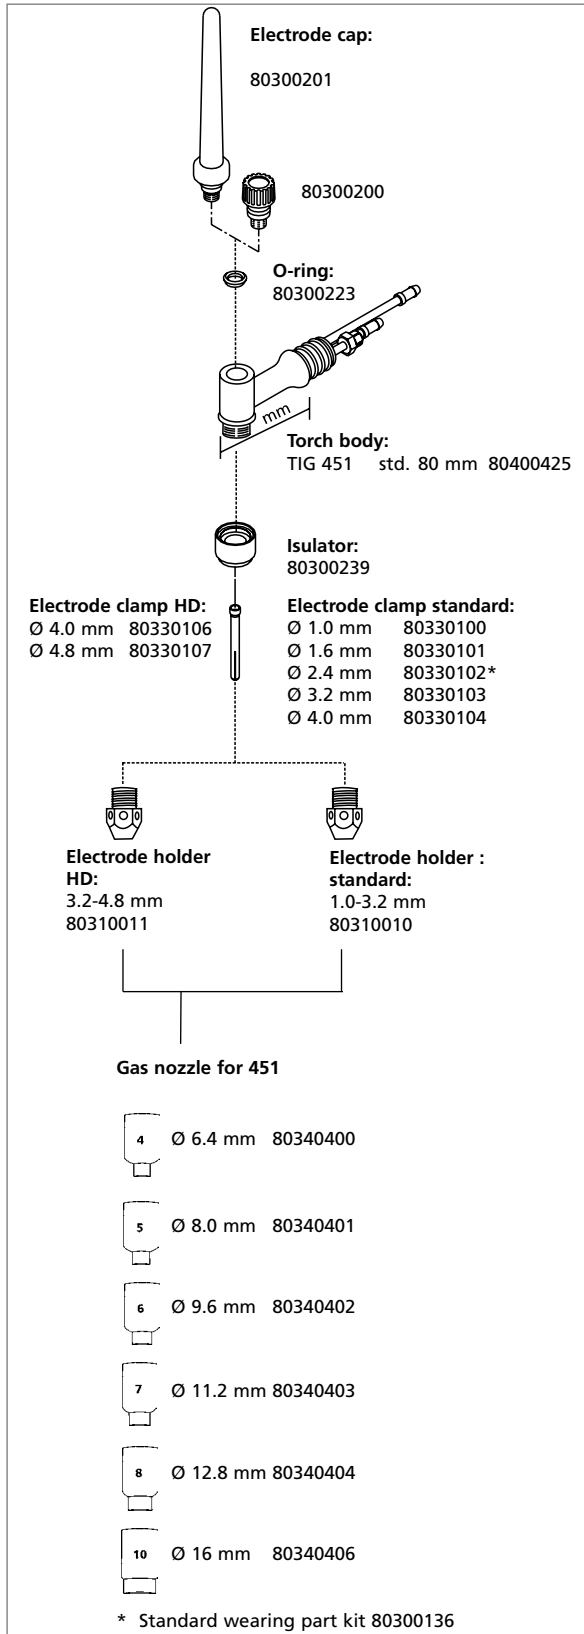 Electrode cap:
80300201
80300200
O-ring:
80300223
mm
Torch body:
TIG 451 std. 80 mm 80400425
Isulator:
80300239
Electrode clamp HD:
Ø 4.0 mm 80330106
Ø 4.8 mm 80330107
Electrode clamp standard:
Ø 1.0 mm 80330100
Ø 1.6 mm 80330101
Ø 2.4 mm 80330102*
Ø 3.2 mm 80330103
Ø 4.0 mm 80330104
Electrode holder
HD:
3.2-4.8 mm
80310011
Electrode holder :
standard:
1.0-3.2 mm
80310010
Gas nozzle for 451
4 Ø 6.4 mm 80340400
5 Ø 8.0 mm 80340401
6 Ø 9.6 mm 80340402
7 Ø 11.2 mm 80340403
8 Ø 12.8 mm 80340404
10 Ø 16 mm 80340406
* Standard wearing part kit 80300136